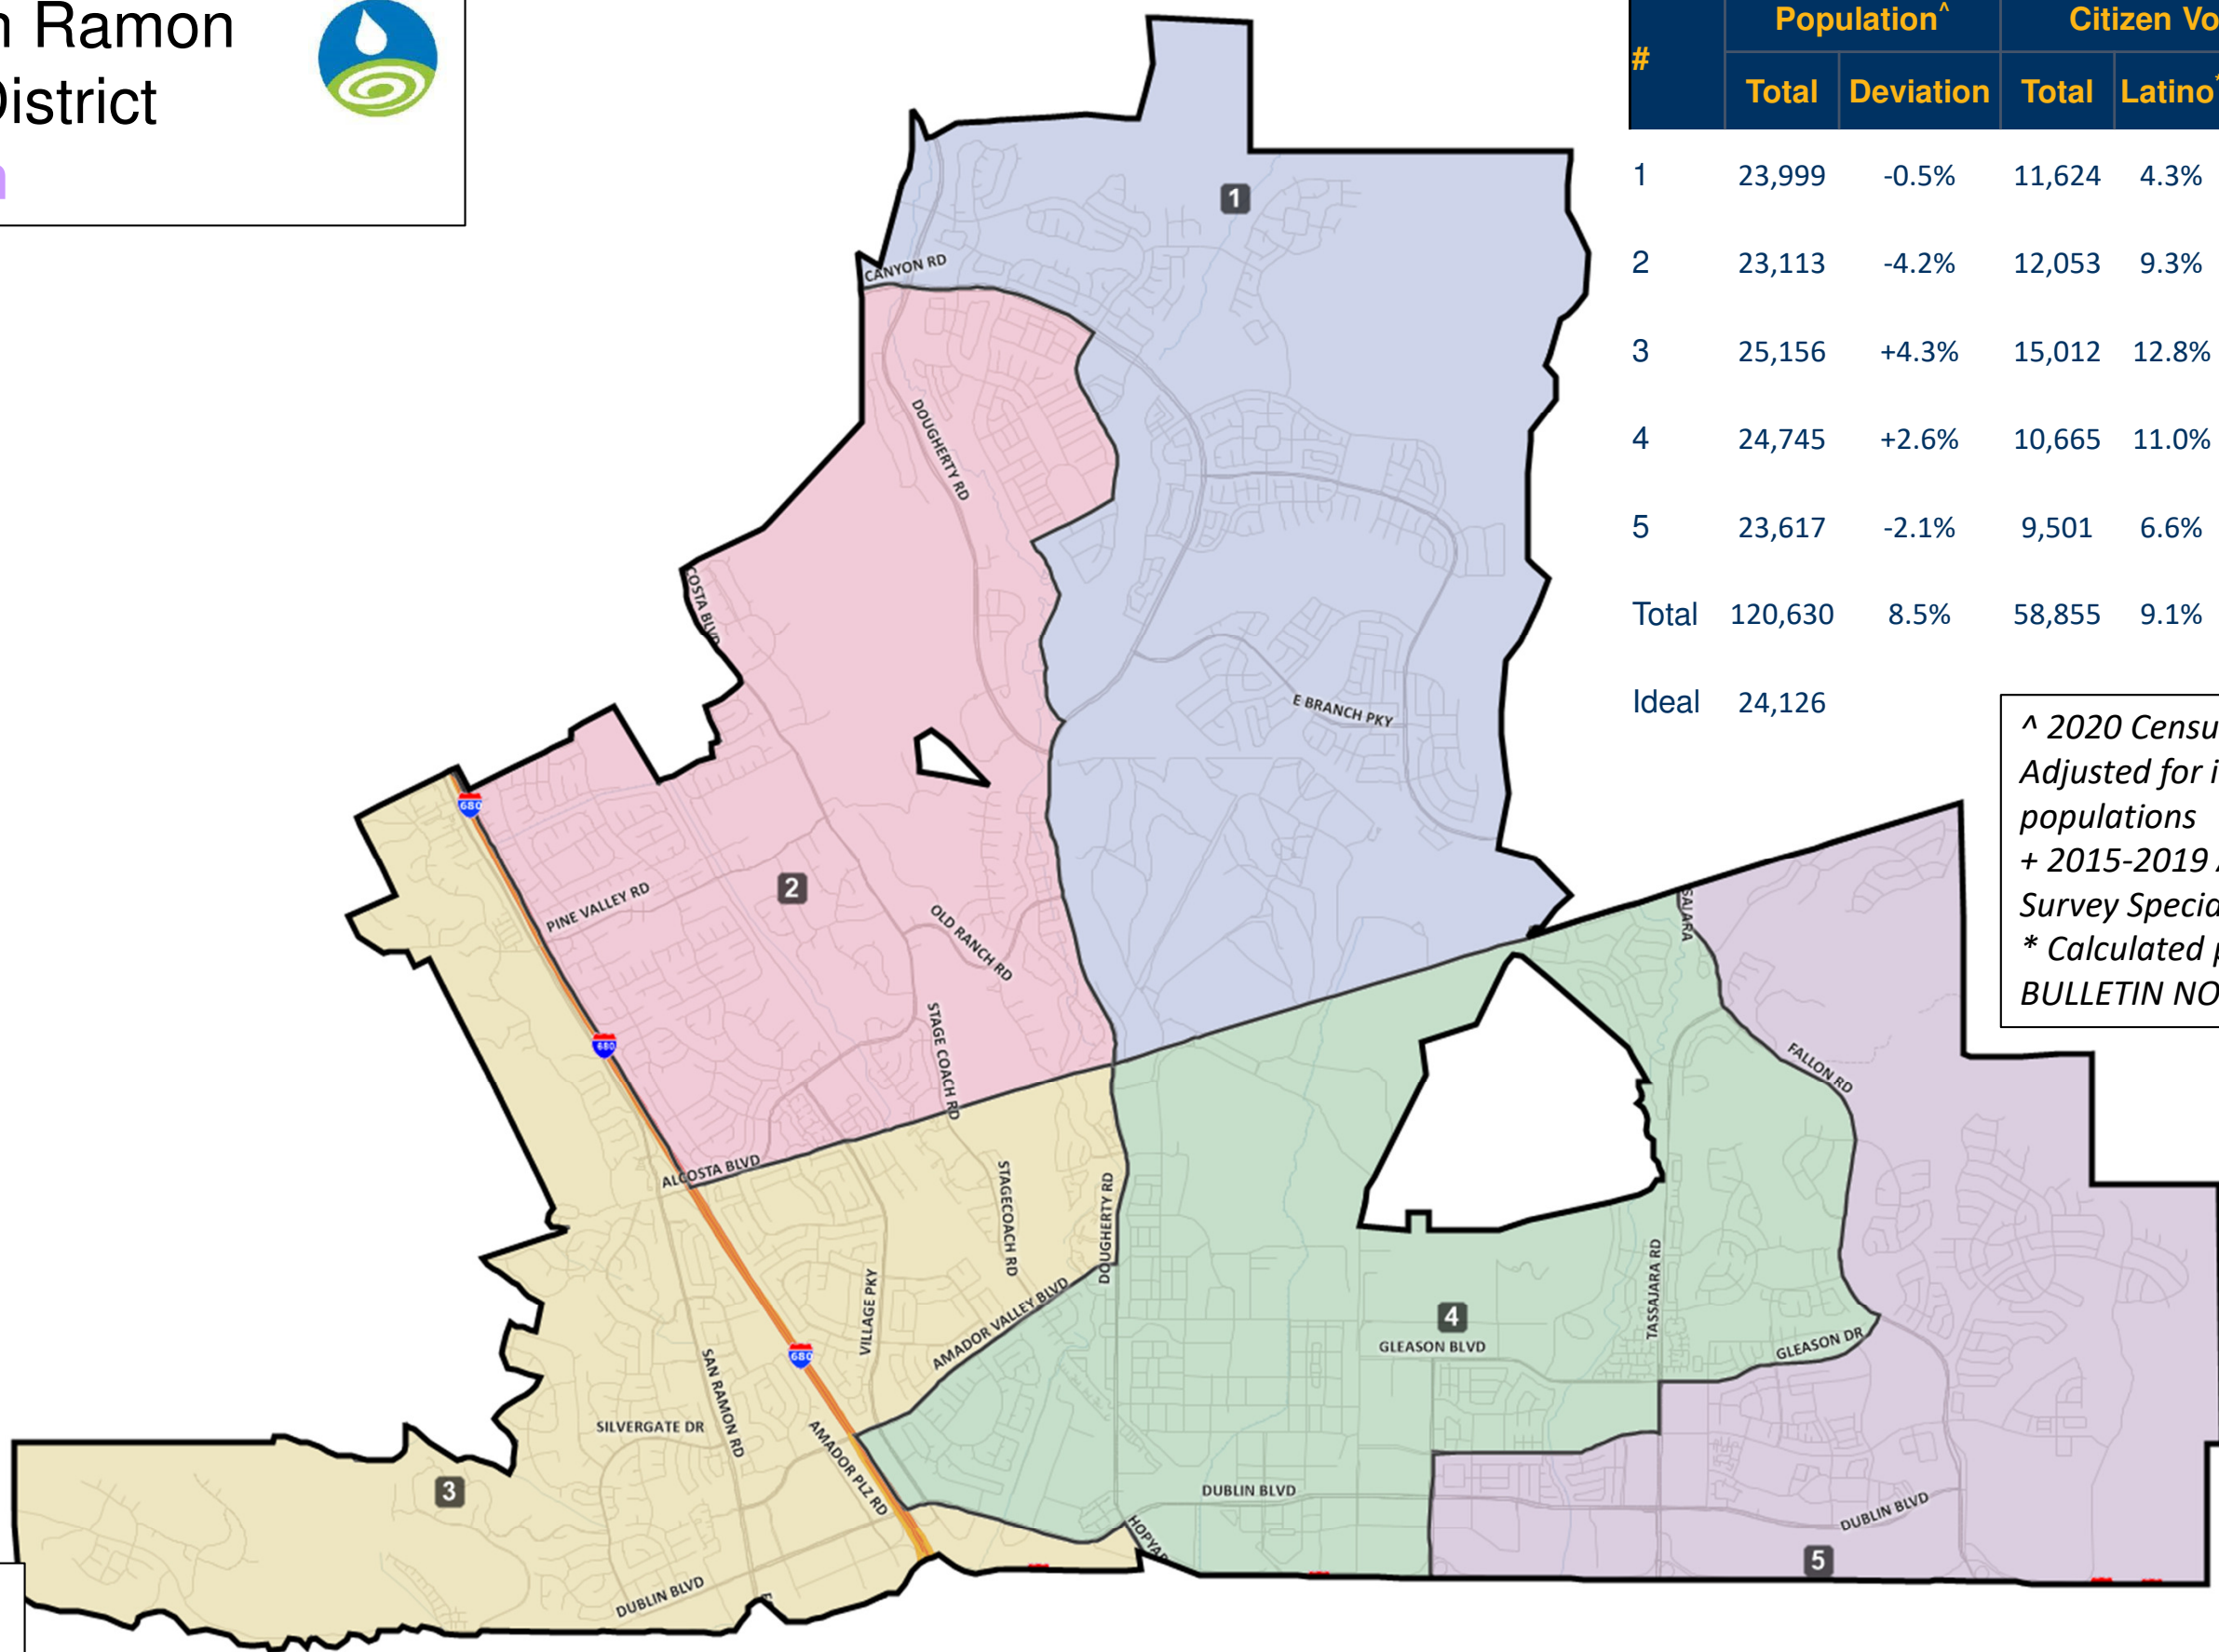 Ramon
District
# Population^ Citizen
Total Deviation Total Latino*
1 23,999 -0.5% 11,624 4.3%
2 23,113 -4.2% 12,053 9.3%
3 25,156 +4.3% 15,012 12.8%
4 24,745 +2.6% 10,665 11.0%
5 23,617 -2.1% 9,501 6.6%
Total 120,630 8.5% 58,855 9.1%
Ideal 24,126
^ 2020 Censu
Adjusted for i
populations
+ 2015-2019
Survey Specia
* Calculated p
BULLETIN NO
1
CANYON RD
DOUGHERTY RD
COSTA BLVD
E BRANCH PKY
680
2
PINE VALLEY RD
OLD RANCH RD
SAJARA
STAGE COACH RD
680
FALLON RD
ALCOSTA BLVD
STAGECOACH RD
DOUGHERTY RD
VILLAGE PKY
AMADOR VALLEY BLVD
TASSAJARA RD
4
GLEASON BLVD
GLEASON DR
680
SAN RAMON RD
SILVERGATE DR
AMADOR PLZ RD
3
DUBLIN BLVD
DUBLIN BLVD
HOPYAR
5
DUBLIN BLVD